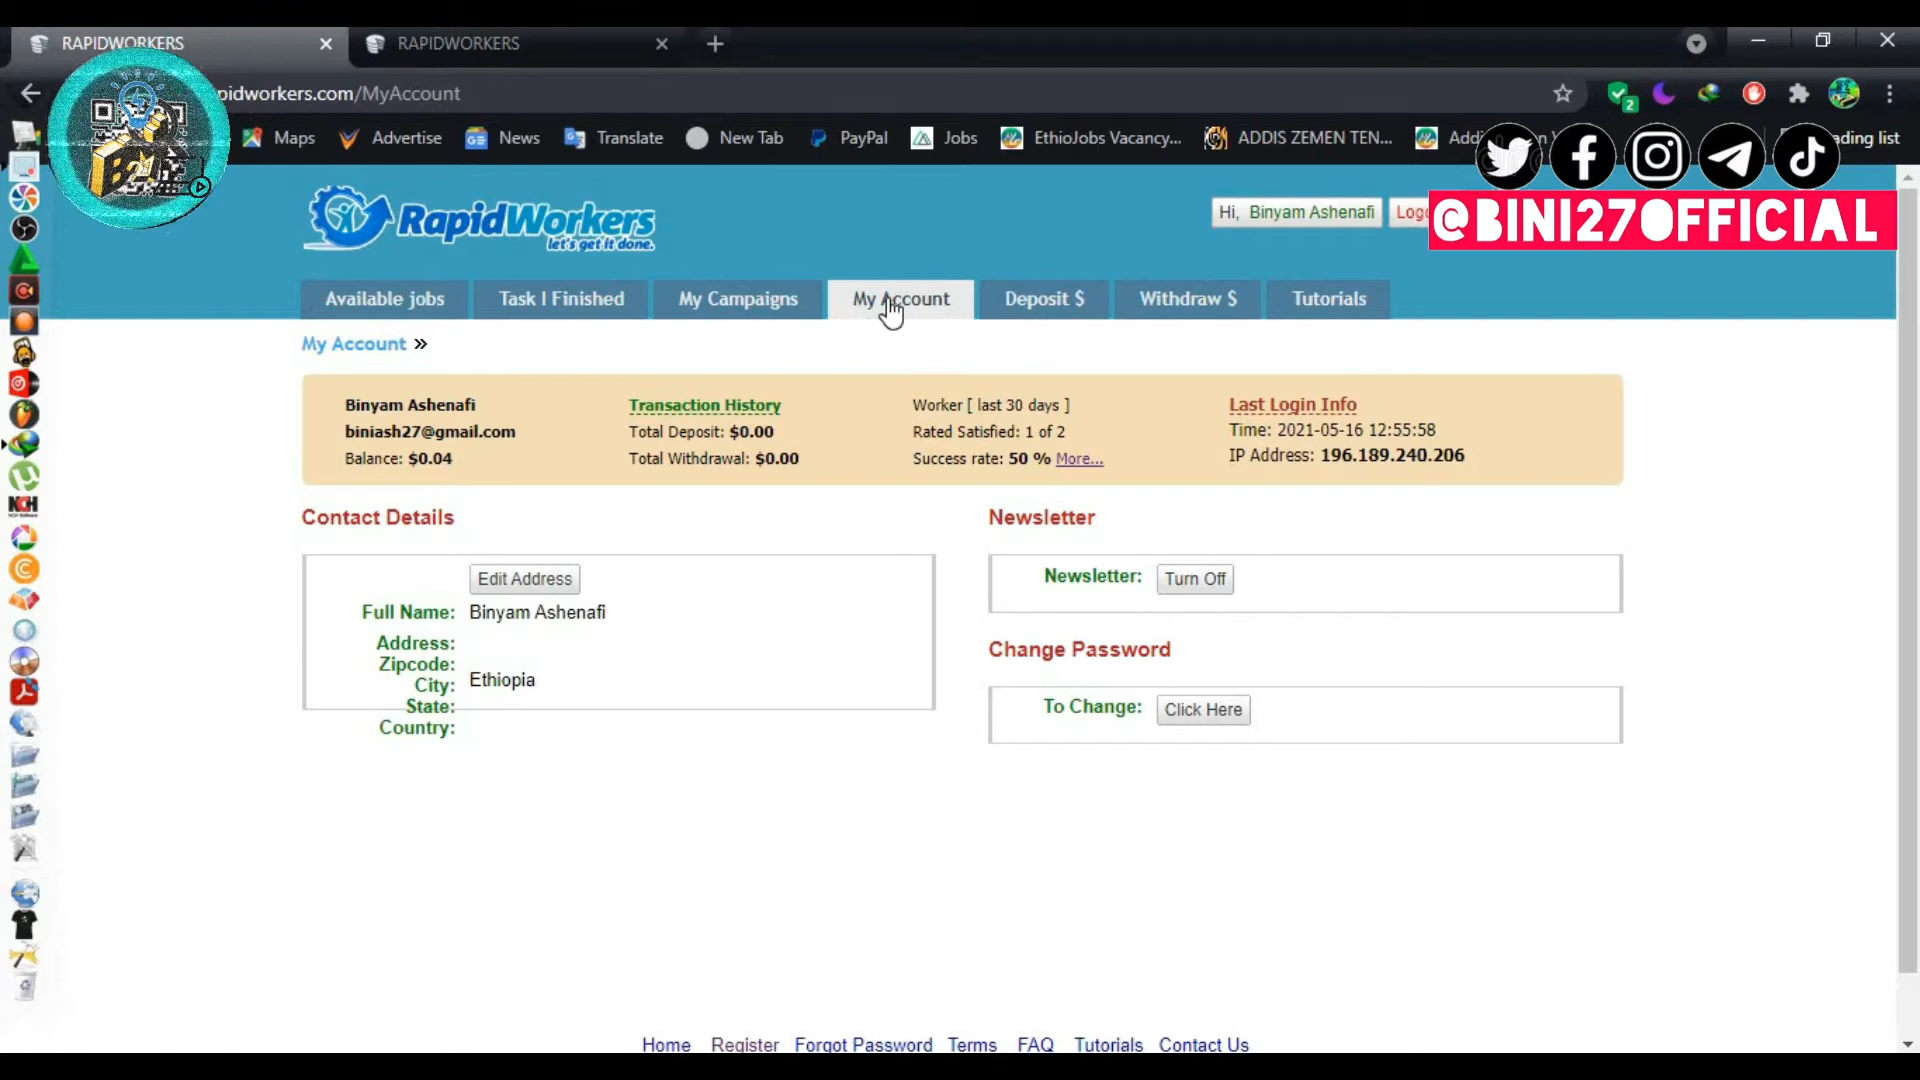 RAPIDWORKERS
RAPIDWORKERS
pidworkers.com/MyAccount
Maps
Advertise
News
Translate
New Tab
PayPal
Jobs
EthioJobs Vacancy...
ADDIS ZEMEN TEN...
ading list
@BINI27OFFICIAL
RapidWorkers
let's get it done.
Hi, Binyam Ashenafi
Available jobs
Task I Finished
My Campaigns
My Account
Deposit $
Withdraw $
Tutorials
My Account »
Binyam Ashenafi
biniash27@gmail.com
Balance: $0.04
Transaction History
Total Deposit: $0.00
Total Withdrawal: $0.00
Worker [ last 30 days ]
Rated Satisfied: 1 of 2
Success rate: 50 % More...
Last Login Info
Time: 2021-05-16 12:55:58
IP Address: 196.189.240.206
Contact Details
Edit Address
Full Name: Binyam Ashenafi
Address:
Zipcode:
City: Ethiopia
State:
Country:
Newsletter
Newsletter: Turn Off
Change Password
To Change: Click Here
Home Register Forgot Password Terms FAQ Tutorials Contact Us